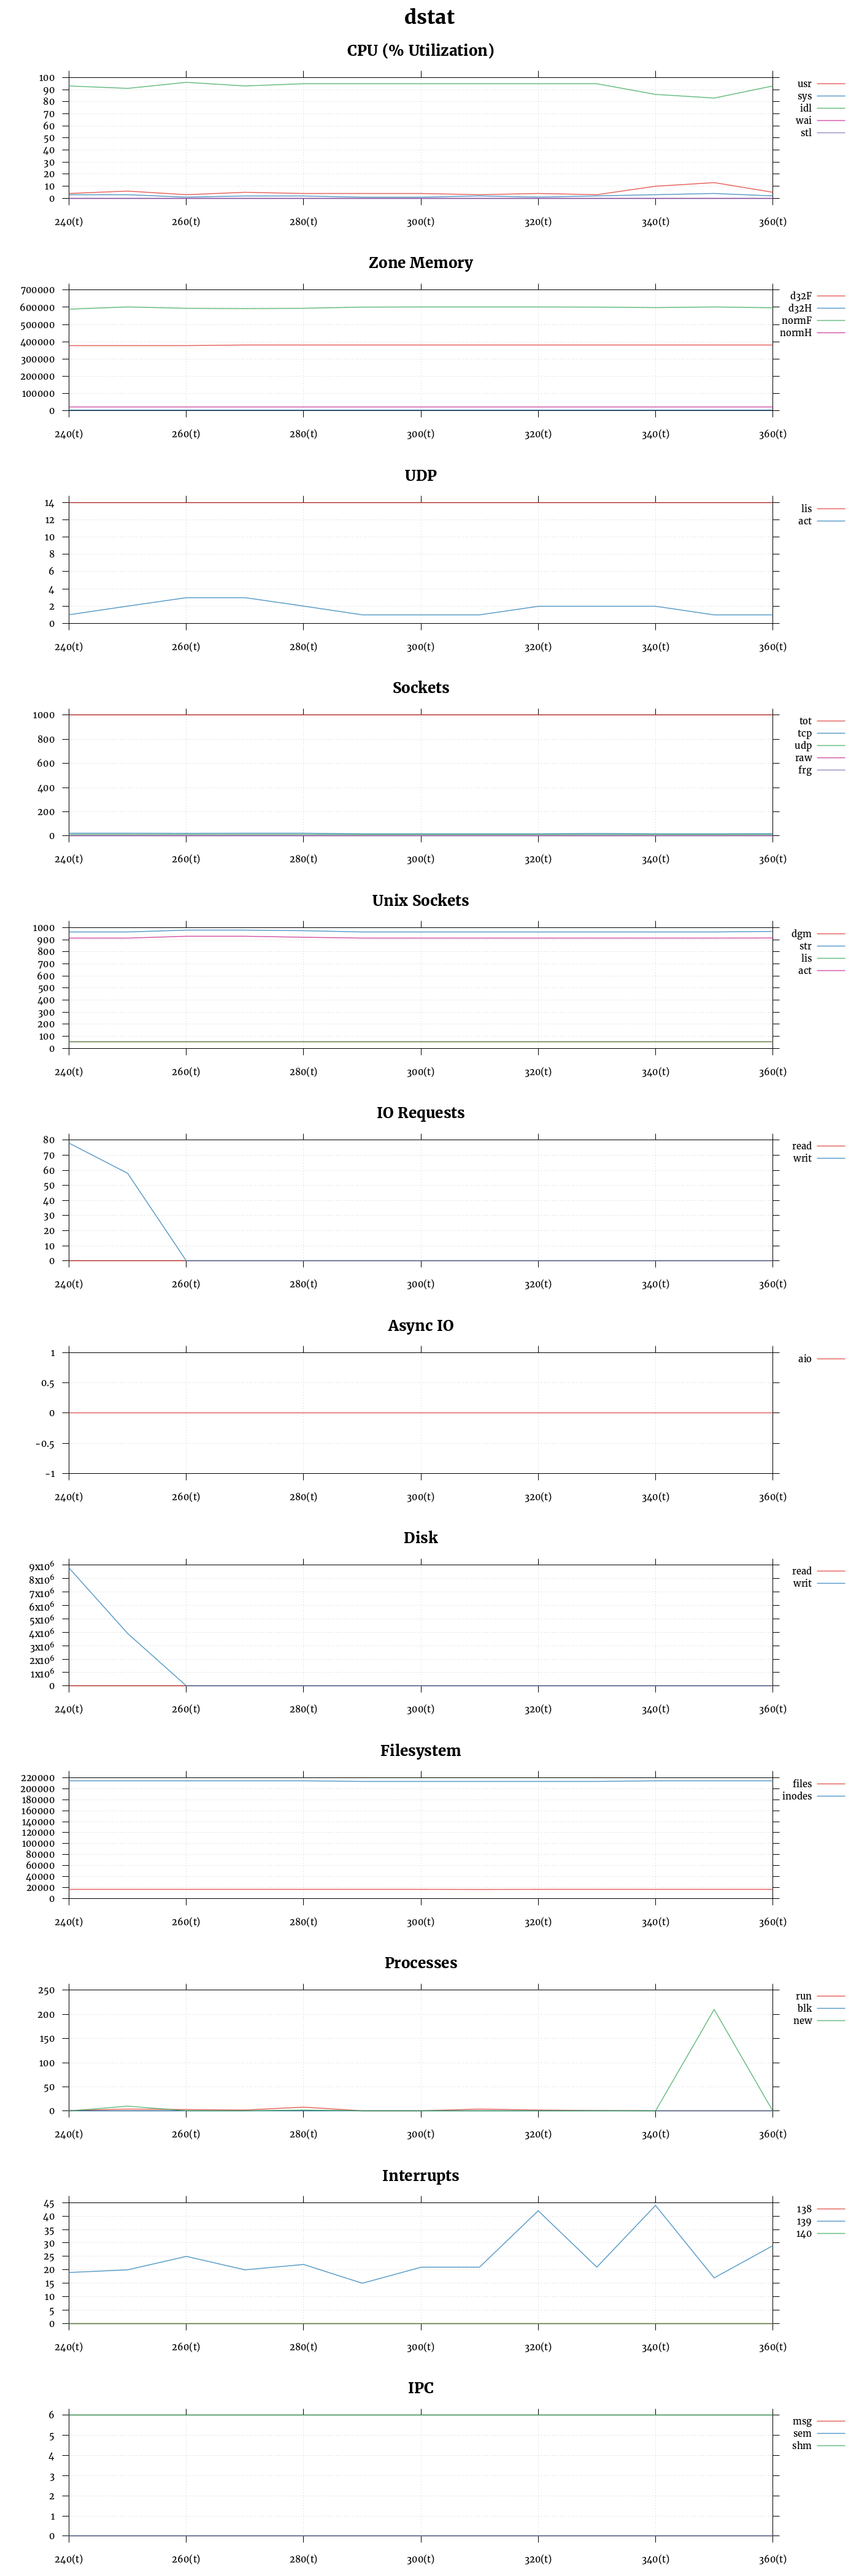 dstat
CPU (% Utilization)
100
90
80
70
60
50
40
30
20
10
0
240(t) 260(t) 280(t) 300(t) 320(t) 340(t) 360(t)
usr
sys
idl
wai
stl
Zone Memory
700000
600000
500000
400000
300000
200000
100000
0
240(t) 260(t) 280(t) 300(t) 320(t) 340(t) 360(t)
d32F
d32H
normF
normH
UDP
14
12
10
8
6
4
2
0
240(t) 260(t) 280(t) 300(t) 320(t) 340(t) 360(t)
lis
act
Sockets
1000
800
600
400
200
0
240(t) 260(t) 280(t) 300(t) 320(t) 340(t) 360(t)
tot
tcp
udp
raw
frg
Unix Sockets
1000
900
800
700
600
500
400
300
200
100
0
240(t) 260(t) 280(t) 300(t) 320(t) 340(t) 360(t)
dgm
str
lis
act
IO Requests
80
70
60
50
40
30
20
10
0
240(t) 260(t) 280(t) 300(t) 320(t) 340(t) 360(t)
read
writ
Async IO
1
0.5
0
-0.5
-1
240(t) 260(t) 280(t) 300(t) 320(t) 340(t) 360(t)
aio
Disk
9x10⁶
8x10⁶
7x10⁶
6x10⁶
5x10⁶
4x10⁶
3x10⁶
2x10⁶
1x10⁶
0
240(t) 260(t) 280(t) 300(t) 320(t) 340(t) 360(t)
read
writ
Filesystem
220000
200000
180000
160000
140000
120000
100000
80000
60000
40000
20000
0
240(t) 260(t) 280(t) 300(t) 320(t) 340(t) 360(t)
files
inodes
Processes
250
200
150
100
50
0
240(t) 260(t) 280(t) 300(t) 320(t) 340(t) 360(t)
run
blk
new
Interrupts
45
40
35
30
25
20
15
10
5
0
240(t) 260(t) 280(t) 300(t) 320(t) 340(t) 360(t)
138
139
140
IPC
6
5
4
3
2
1
0
240(t) 260(t) 280(t) 300(t) 320(t) 340(t) 360(t)
msg
sem
shm